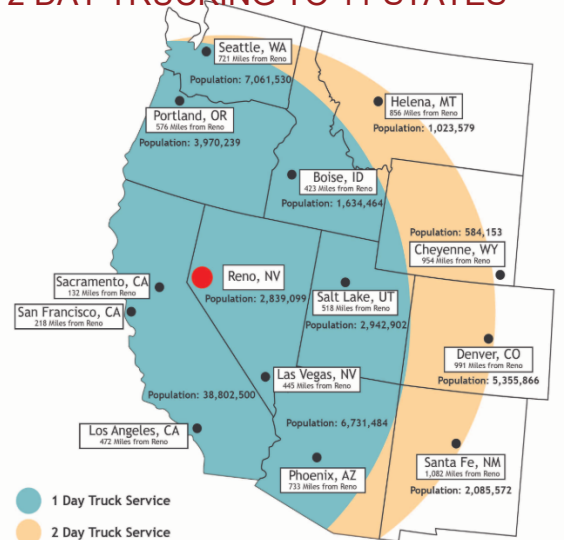 2 DAY TRUCKING TO 11 STATES
Seattle, WA
721 Miles from Reno
Population: 7,061,530
Helena, MT
856 Miles from Reno
Population: 1,023,579
Portland, OR
576 Miles from Reno
Population: 3,970,239
Boise, ID
423 Miles from Reno
Population: 1,634,464
Population: 584,153
Cheyenne, WY
954 Miles from Reno
Reno, NV
Population: 2,839,099
Sacramento, CA
132 Miles from Reno
San Francisco, CA
218 Miles from Reno
Salt Lake, UT
518 Miles from Reno
Population: 2,942,902
Denver, CO
991 Miles from Reno
Population: 5,355,866
Las Vegas, NV
445 Miles from Reno
Population: 38,802,500
Los Angeles, CA
472 Miles from Reno
Population: 6,731,484
Phoenix, AZ
733 Miles from Reno
Santa Fe, NM
1,082 Miles from Reno
Population: 2,085,572
1 Day Truck Service
2 Day Truck Service